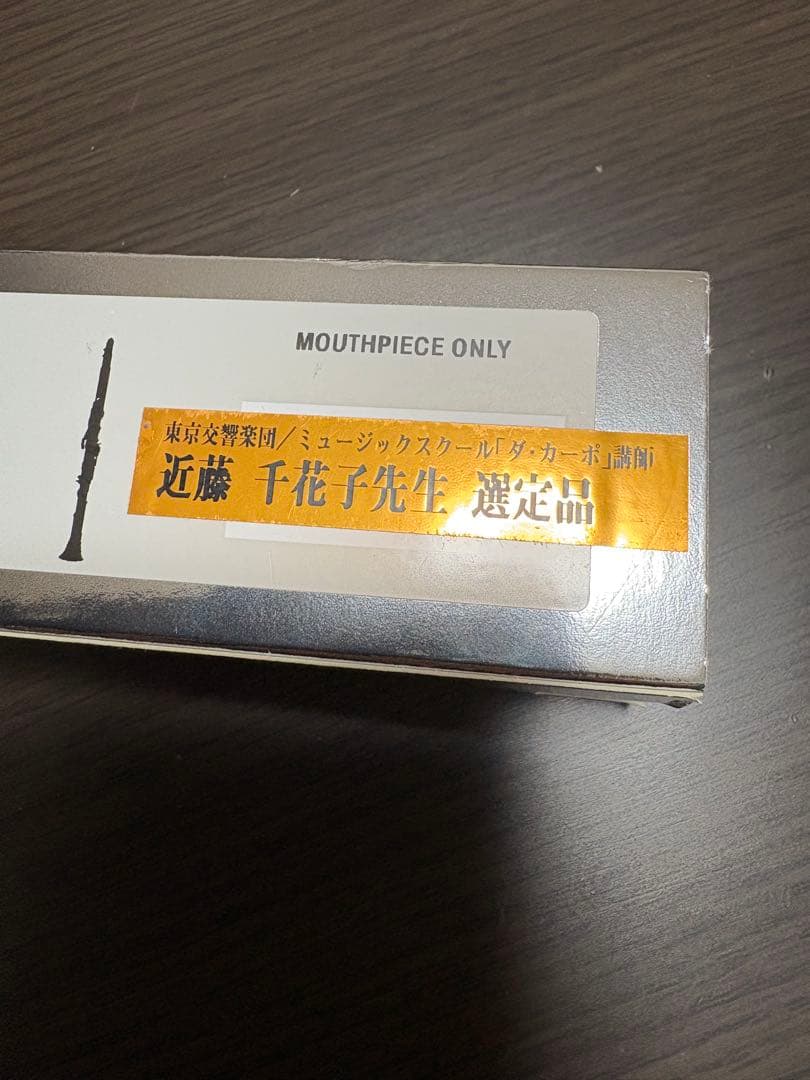 MOUTHPIECE ONLY
東京交響楽団/ミュージックスクール「ダ・カーポ」講師
近藤 千花子先生 選定品